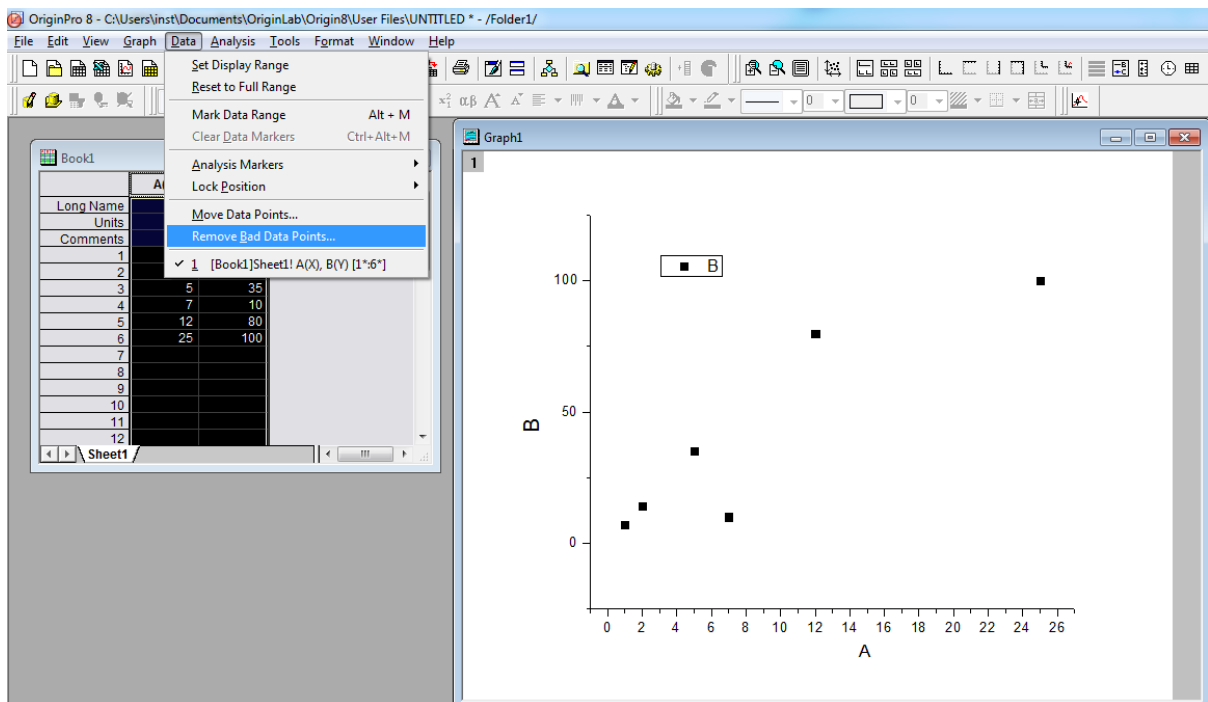 OriginPro 8 - C:\Users\inst\Documents\OriginLab\Origin8\User Files\UNTITLED * - /Folder1/
File Edit View Graph Data Analysis Tools Format Window Help
Set Display Range
Reset to Full Range
Mark Data Range Alt + M
Clear Data Markers Ctrl+Alt+M
Analysis Markers
Lock Position
Move Data Points...
Remove Bad Data Points...
1 [Book1]Sheet1! A(X), B(Y) [1*:6*]
αβ A A 0 0
Book1
Long Name
Units
Comments
1
2
3 5 35
4 7 10
5 12 80
6 25 100
7
8
9
10
11
12
Sheet1
Graph1
1
B
100
50
0
B
0 2 4 6 8 10 12 14 16 18 20 22 24 26
A